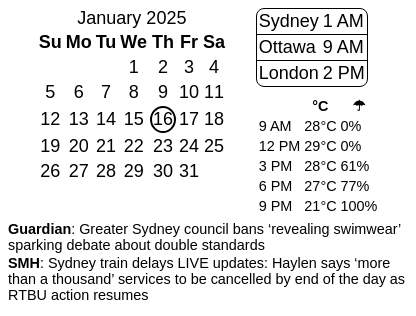 January 2025
Su Mo Tu We Th Fr Sa
1 2 3 4
5 6 7 8 9 10 11
12 13 14 15 16 17 18
19 20 21 22 23 24 25
26 27 28 29 30 31
Sydney 1 AM
Ottawa 9 AM
London 2 PM
°C ☂
9 AM 28°C 0%
12 PM 29°C 0%
3 PM 28°C 61%
6 PM 27°C 77%
9 PM 21°C 100%
Guardian: Greater Sydney council bans ‘revealing swimwear’
sparking debate about double standards
SMH: Sydney train delays LIVE updates: Haylen says ‘more
than a thousand’ services to be cancelled by end of the day as
RTBU action resumes